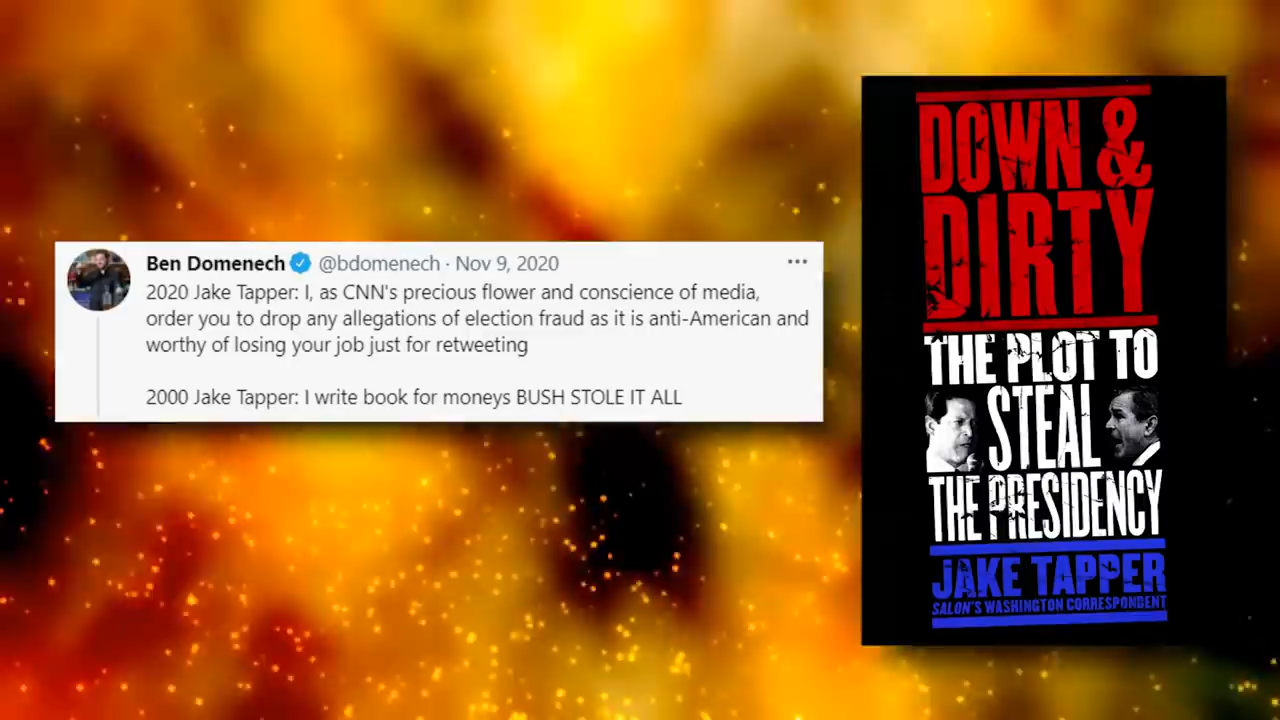 Ben Domenech @bdomenech · Nov 9, 2020 ...
2020 Jake Tapper: I, as CNN's precious flower and conscience of media,
order you to drop any allegations of election fraud as it is anti-American and
worthy of losing your job just for retweeting
2000 Jake Tapper: I write book for moneys BUSH STOLE IT ALL
DOWN &
DIRTY
THE PLOT TO
STEAL
THE PRESIDENCY
JAKE TAPPER
SALON'S WASHINGTON CORRESPONDENT